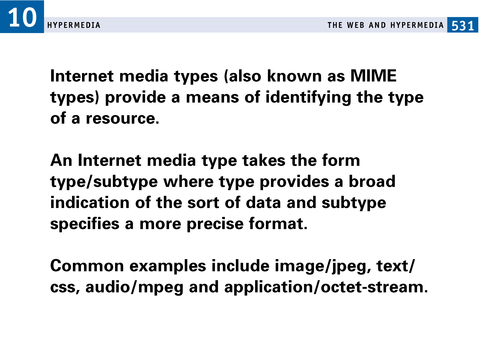 10
HYPERMEDIA
THE WEB AND HYPERMEDIA 531
Internet media types (also known as MIME
types) provide a means of identifying the type
of a resource.
An Internet media type takes the form
type/subtype where type provides a broad
indication of the sort of data and subtype
specifies a more precise format.
Common examples include image/jpeg, text/
css, audio/mpeg and application/octet-stream.